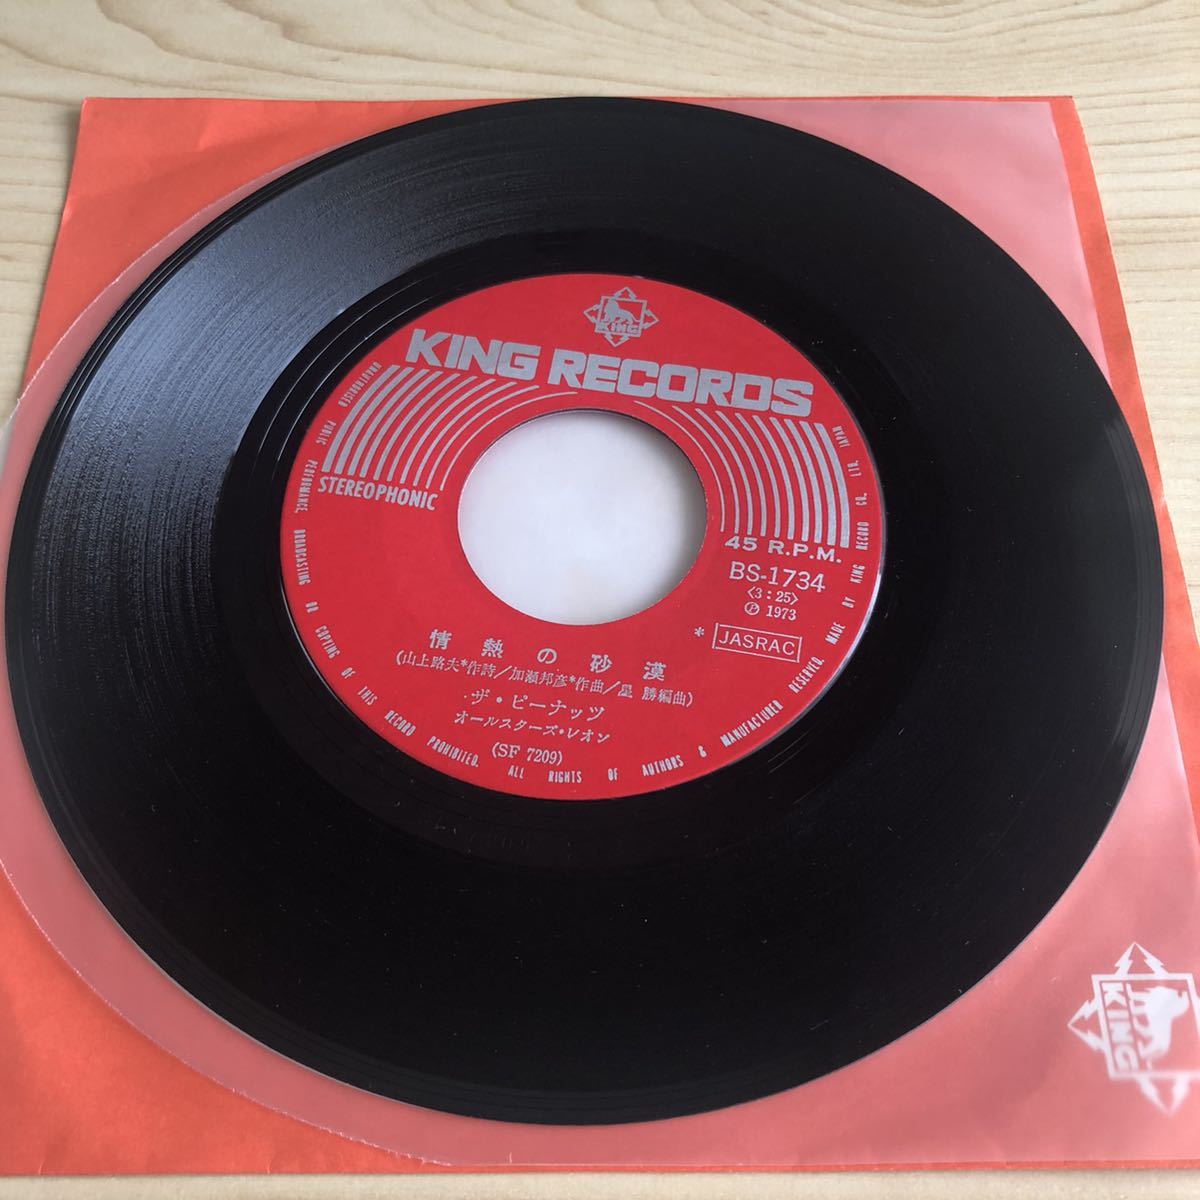 KING
KING RECORDS
STEREOPHONIC
45 R.P.M.
BS-1734
<3:25>
Ⓟ 1973
* JASRAC
情熱の砂漠
(山上路夫*作詩/加瀬邦彦*作曲/星 勝編曲)
ザ・ピーナッツ
オールスターズ・レオン
(SF 7209)
UNAUTHORISED PUBLIC PERFORMANCE, BROADCASTING OR COPYING OF THIS RECORD PROHIBITED. ALL RIGHTS OF AUTHORS & MANUFACTURER RESERVED. MADE BY KING RECORD CO., LTD. JAPAN
KING